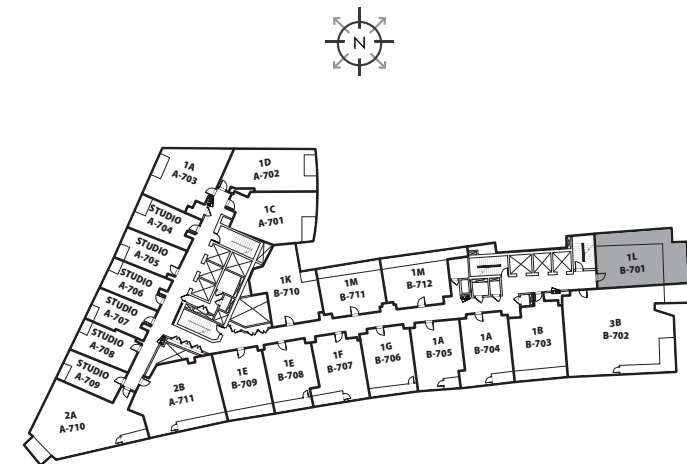 N
1A
A-703
1D
A-702
1C
A-701
STUDIO
A-704
STUDIO
A-705
STUDIO
A-706
STUDIO
A-707
STUDIO
A-708
STUDIO
A-709
2A
A-710
2B
A-711
1K
B-710
1M
B-711
1M
B-712
1L
B-701
3B
B-702
1B
B-703
1A
B-704
1A
B-705
1G
B-706
1F
B-707
1E
B-708
1E
B-709